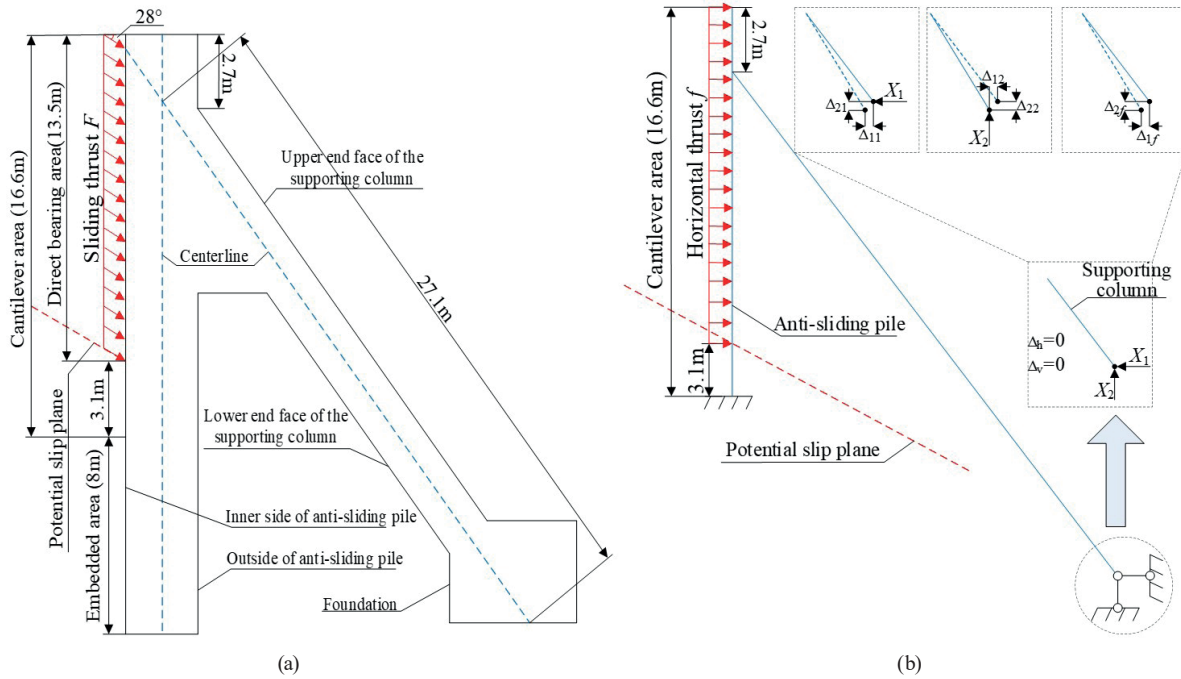 28°
2.7m
Cantilever area (16.6m)
Direct bearing area(13.5m)
Sliding thrust F
Upper end face of the
supporting column
Centerline
27.1m
3.1m
Lower end face of the
supporting column
Potential slip plane
Embedded area (8m)
Inner side of anti-sliding pile
Outside of anti-sliding pile
Foundation
(a)
2.7m
Cantilever area (16.6m)
Horizontal thrust f
Δ21
X1
Δ11
Δ12
Δ22
X2
Δ2f
Δ1f
Supporting
column
Δh=0
Δv=0
X1
X2
Anti-sliding pile
3.1m
Potential slip plane
(b)